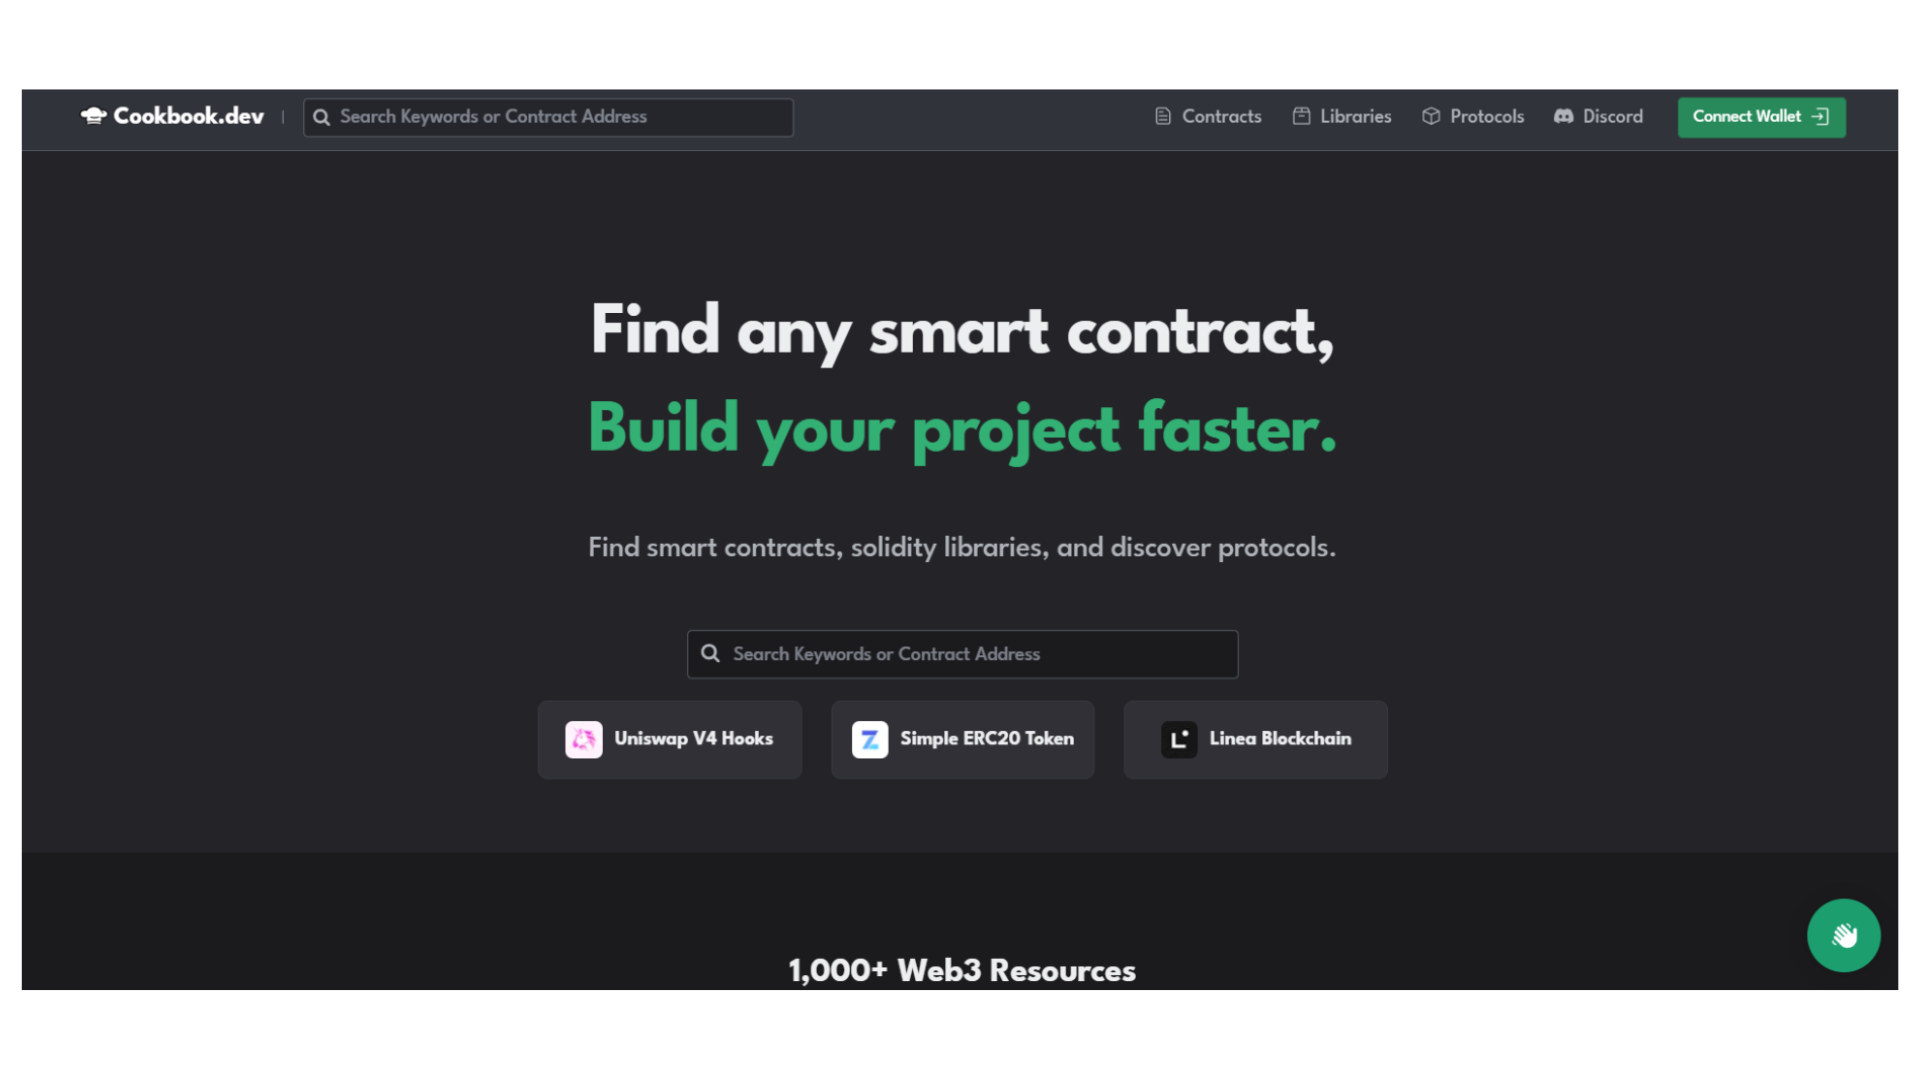 Cookbook.dev | Search Keywords or Contract Address Contracts Libraries Protocols Discord Connect Wallet
Find any smart contract,
Build your project faster.
Find smart contracts, solidity libraries, and discover protocols.
Search Keywords or Contract Address
Uniswap V4 Hooks Simple ERC20 Token Linea Blockchain
1,000+ Web3 Resources